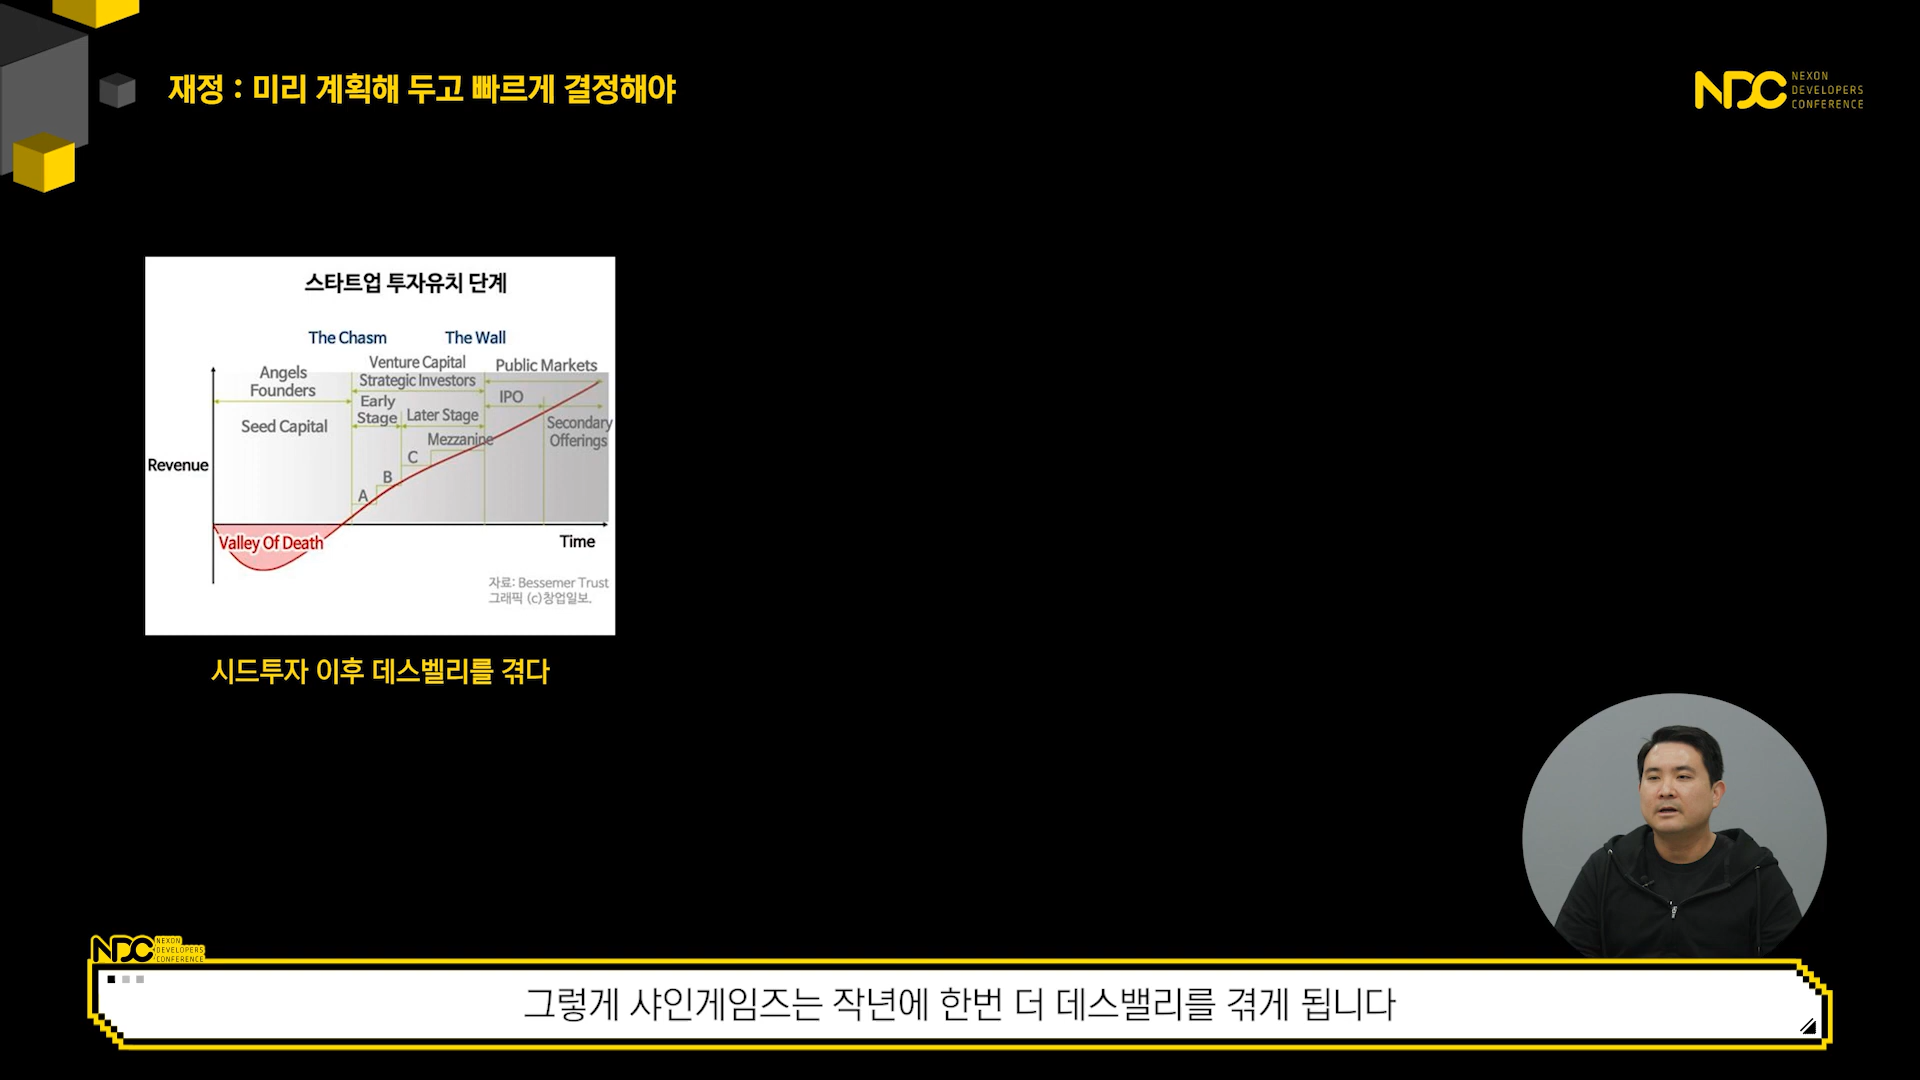 재정 : 미리 계획해 두고 빠르게 결정해야
NDC
NEXON
DEVELOPERS
CONFERENCE
스타트업 투자유치 단계
The Chasm
The Wall
Angels
Founders
Venture Capital
Strategic Investors
Public Markets
Seed Capital
Early
Stage
Later Stage
IPO
Mezzanine
Secondary
Offerings
C
B
A
Revenue
Valley Of Death
Time
자료: Bessemer Trust
그래픽 (c)창업일보.
시드투자 이후 데스벨리를 겪다
NDC
NEXON
DEVELOPERS
CONFERENCE
그렇게 샤인게임즈는 작년에 한번 더 데스밸리를 겪게 됩니다